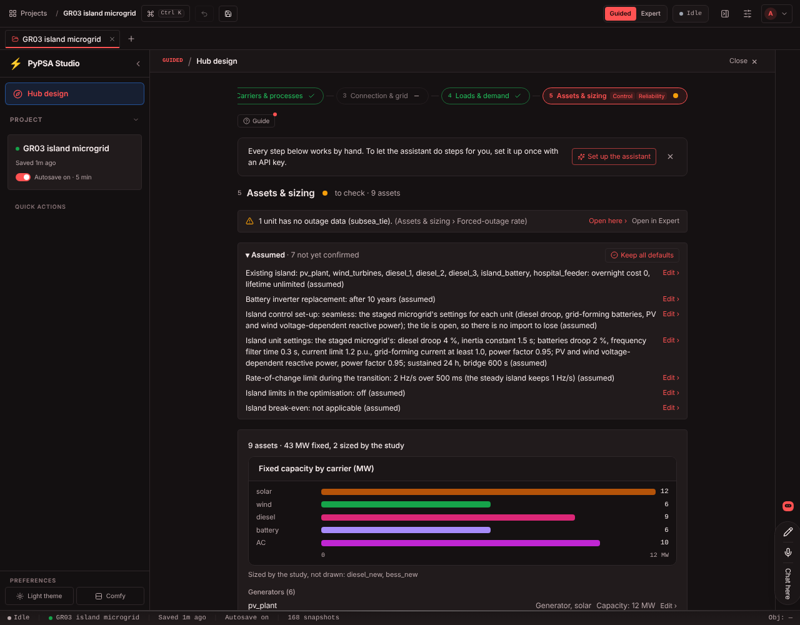 Projects / GR03 island microgrid ⌘ Ctrl K Guided Expert Idle A
GR03 island microgrid × +
PyPSA Studio
GUIDED / Hub design Close ×
Hub design
PROJECT
GR03 island microgrid
Saved 1m ago
Autosave on · 5 min
QUICK ACTIONS
Carriers & processes ✓ 3 Connection & grid – 4 Loads & demand ✓ 5 Assets & sizing Control Reliability
Guide
Every step below works by hand. To let the assistant do steps for you, set it up once with
an API key.
Set up the assistant ×
5 Assets & sizing to check · 9 assets
1 unit has no outage data (subsea_tie). (Assets & sizing › Forced-outage rate) Open here › Open in Expert
▾ Assumed · 7 not yet confirmed Keep all defaults
Existing island: pv_plant, wind_turbines, diesel_1, diesel_2, diesel_3, island_battery, hospital_feeder: overnight cost 0, Edit ›
lifetime unlimited (assumed)
Battery inverter replacement: after 10 years (assumed) Edit ›
Island control set-up: seamless: the staged microgrid's settings for each unit (diesel droop, grid-forming batteries, PV Edit ›
and wind voltage-dependent reactive power); the tie is open, so there is no import to lose (assumed)
Island unit settings: the staged microgrid's: diesel droop 4 %, inertia constant 1.5 s; batteries droop 2 %, frequency Edit ›
filter time 0.3 s, current limit 1.2 p.u., grid-forming current at least 1.0, power factor 0.95; PV and wind voltage-
dependent reactive power, power factor 0.95; sustained 24 h, bridge 600 s (assumed)
Rate-of-change limit during the transition: 2 Hz/s over 500 ms (the steady island keeps 1 Hz/s) (assumed) Edit ›
Island limits in the optimisation: off (assumed) Edit ›
Island break-even: not applicable (assumed) Edit ›
9 assets · 43 MW fixed, 2 sized by the study
Fixed capacity by carrier (MW)
solar 12
wind 6
diesel 9
battery 6
AC 10
0 12 MW
Sized by the study, not drawn: diesel_new, bess_new
Generators (6)
pv_plant Generator, solar Capacity: 12 MW Edit ›
Chat here
PREFERENCES
Light theme Comfy
Idle GR03 island microgrid Saved 1m ago Autosave on 168 snapshots Obj: —